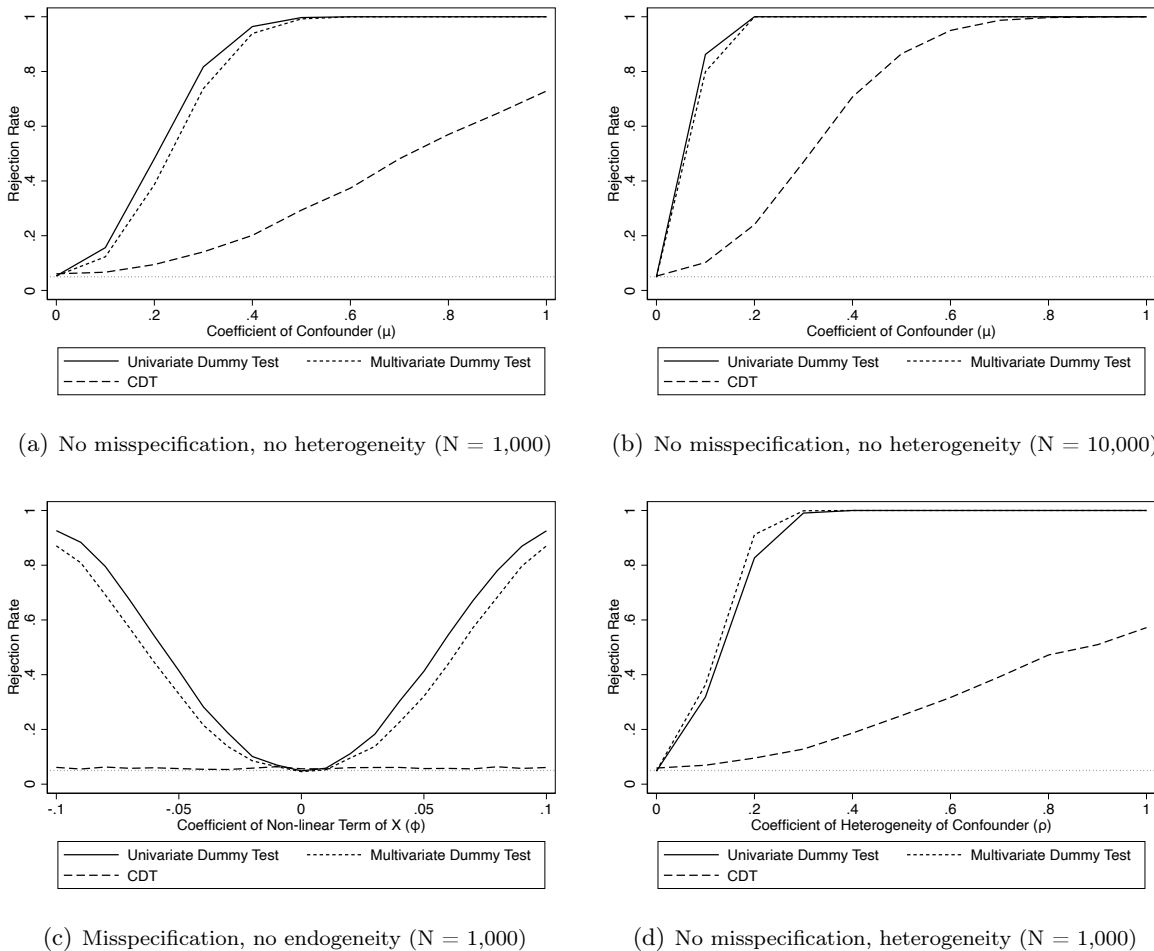 Rejection Rate
0 .2 .4 .6 .8 1
0 .2 .4 .6 .8 1
Coefficient of Confounder (μ)
Univariate Dummy Test Multivariate Dummy Test
CDT
(a) No misspecification, no heterogeneity (N = 1,000)
Rejection Rate
0 .2 .4 .6 .8 1
0 .2 .4 .6 .8 1
Coefficient of Confounder (μ)
Univariate Dummy Test Multivariate Dummy Test
CDT
(b) No misspecification, no heterogeneity (N = 10,000)
Rejection Rate
0 .2 .4 .6 .8 1
-.1 -.05 0 .05 .1
Coefficient of Non-linear Term of X (ϕ)
Univariate Dummy Test Multivariate Dummy Test
CDT
(c) Misspecification, no endogeneity (N = 1,000)
Rejection Rate
0 .2 .4 .6 .8 1
0 .2 .4 .6 .8 1
Coefficient of Heterogeneity of Confounder (ρ)
Univariate Dummy Test Multivariate Dummy Test
CDT
(d) No misspecification, heterogeneity (N = 1,000)